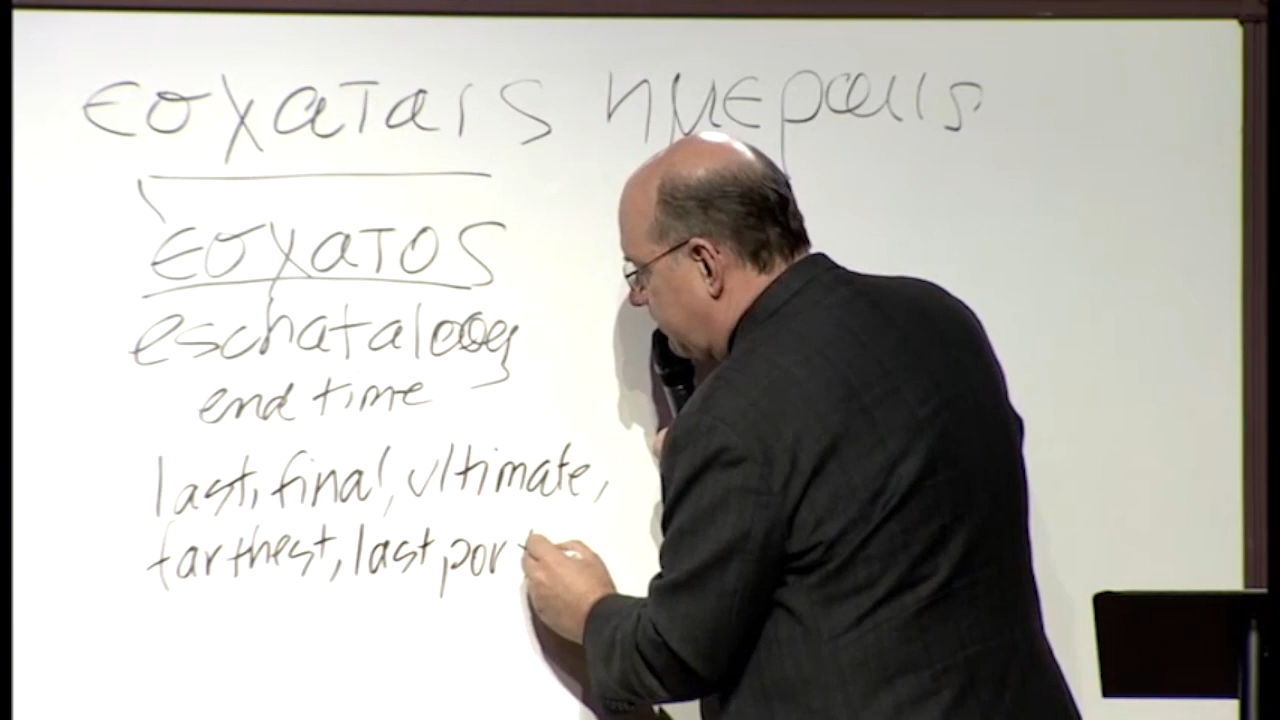 εσχαταις ημεραις
εσχατος
eschatalogy
end time
last, final, ultimate,
farthest, last por